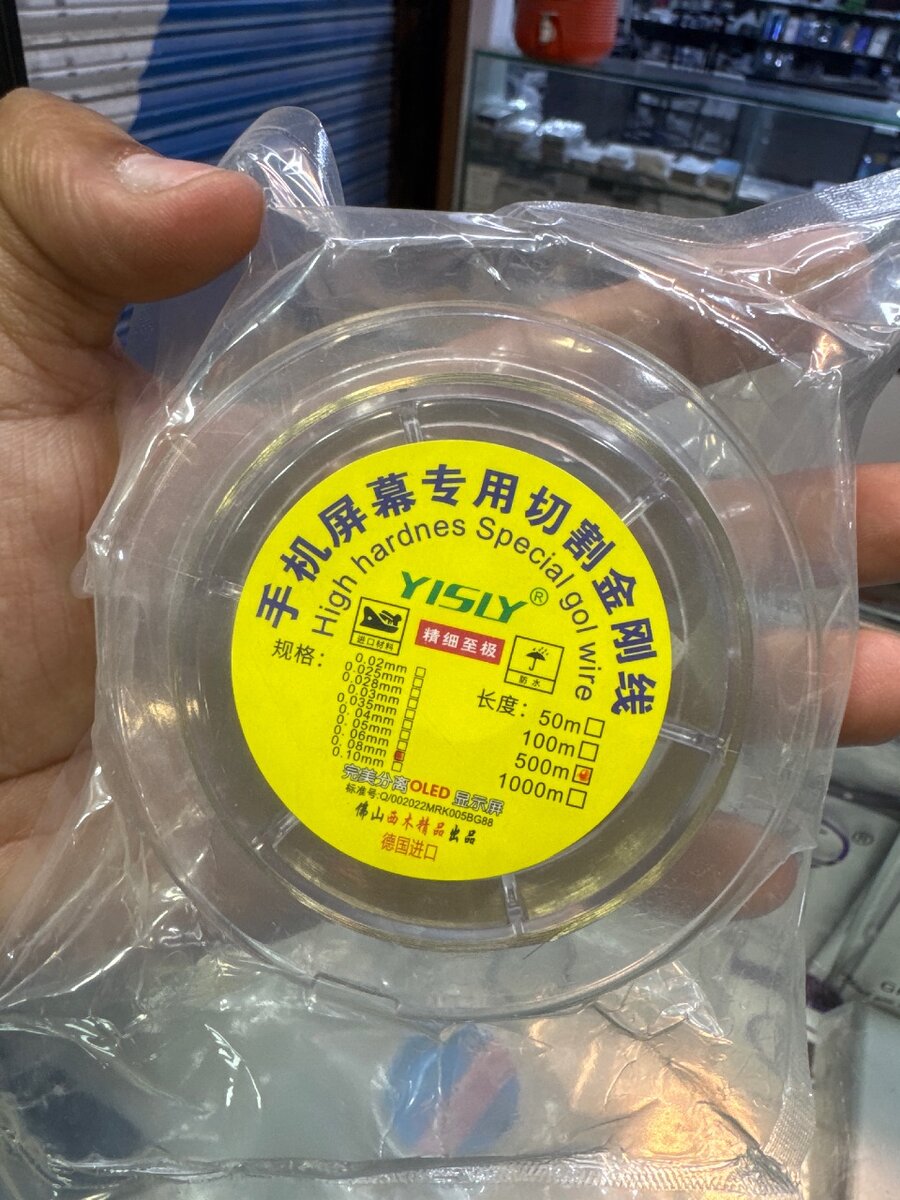 手机屏幕专用切割金刚线
High hardnes Special gol wire
YISLY®
进口材料
精细至极
防水
规格：
0.02mm
0.025mm
0.028mm
0.03mm
0.035mm
0.04mm
0.05mm
0.06mm
0.08mm
0.10mm
长度：50m
100m
500m
1000m
完美分离OLED显示屏
标准号:Q/002022MRK005BG88
佛山西木精品出品
德国进口